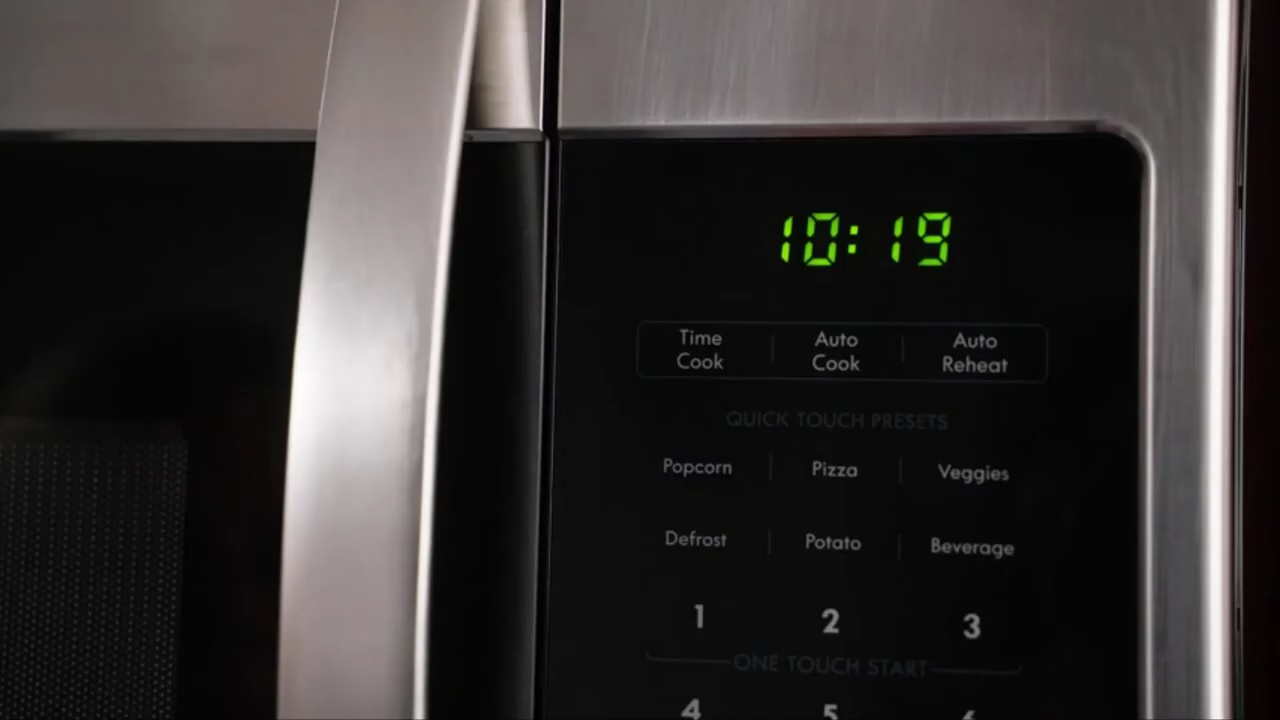 10:19
Time Cook
Auto Cook
Auto Reheat
QUICK TOUCH PRESETS
Popcorn Pizza Veggies
Defrost Potato Beverage
1 2 3
ONE TOUCH START
4 5 6